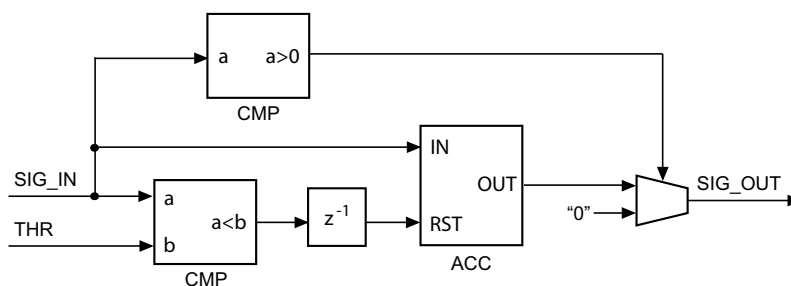 a
a>0
CMP
SIG_IN
IN
OUT
SIG_OUT
a
a<b
z-1
RST
"0"
THR
b
ACC
CMP